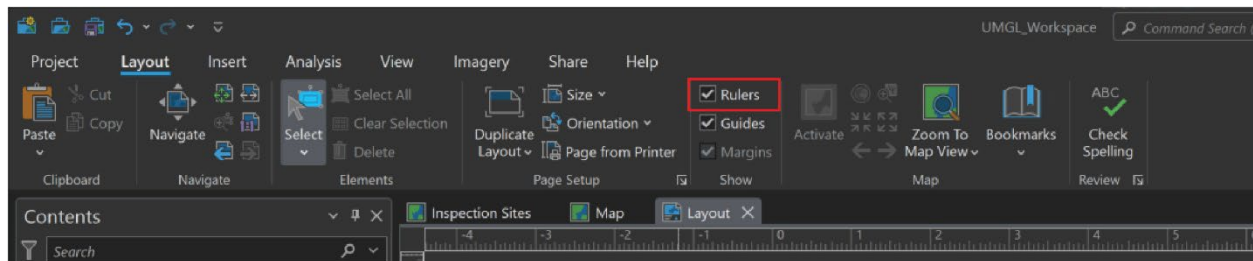 UMGL_Workspace Command Search
Project Layout Insert Analysis View Imagery Share Help
Paste
Cut
Copy
Clipboard
Navigate
Navigate
Select
Select All
Clear Selection
Delete
Elements
Duplicate
Layout
Size
Orientation
Page from Printer
Page Setup
Rulers
Guides
Margins
Show
Activate
Zoom To
Map View
Bookmarks
Map
ABC
Check
Spelling
Review
Contents
Search
Inspection Sites Map Layout
-4 -3 -2 -1 0 1 2 3 4 5